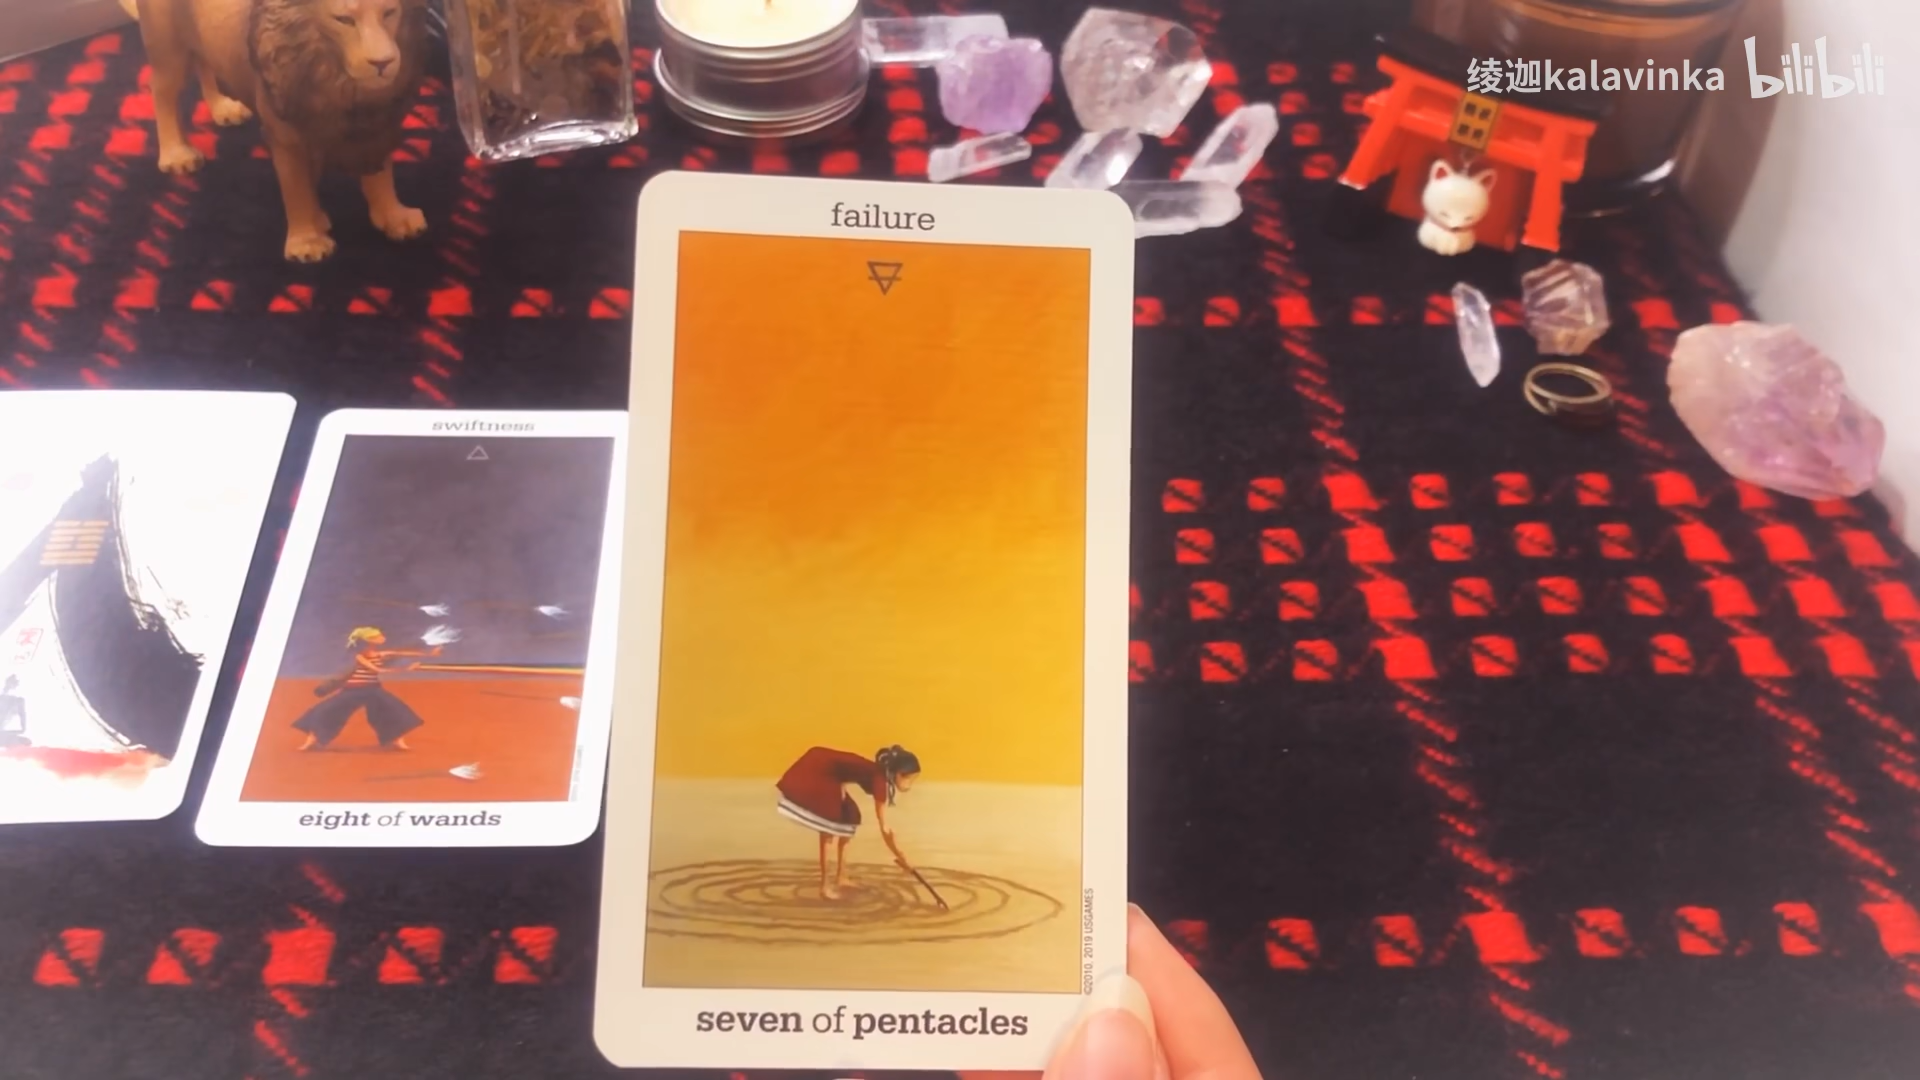 绫迦kalavinka bilibili
failure
seven of pentacles
©2010, 2019 USGAMES
swiftness
eight of wands